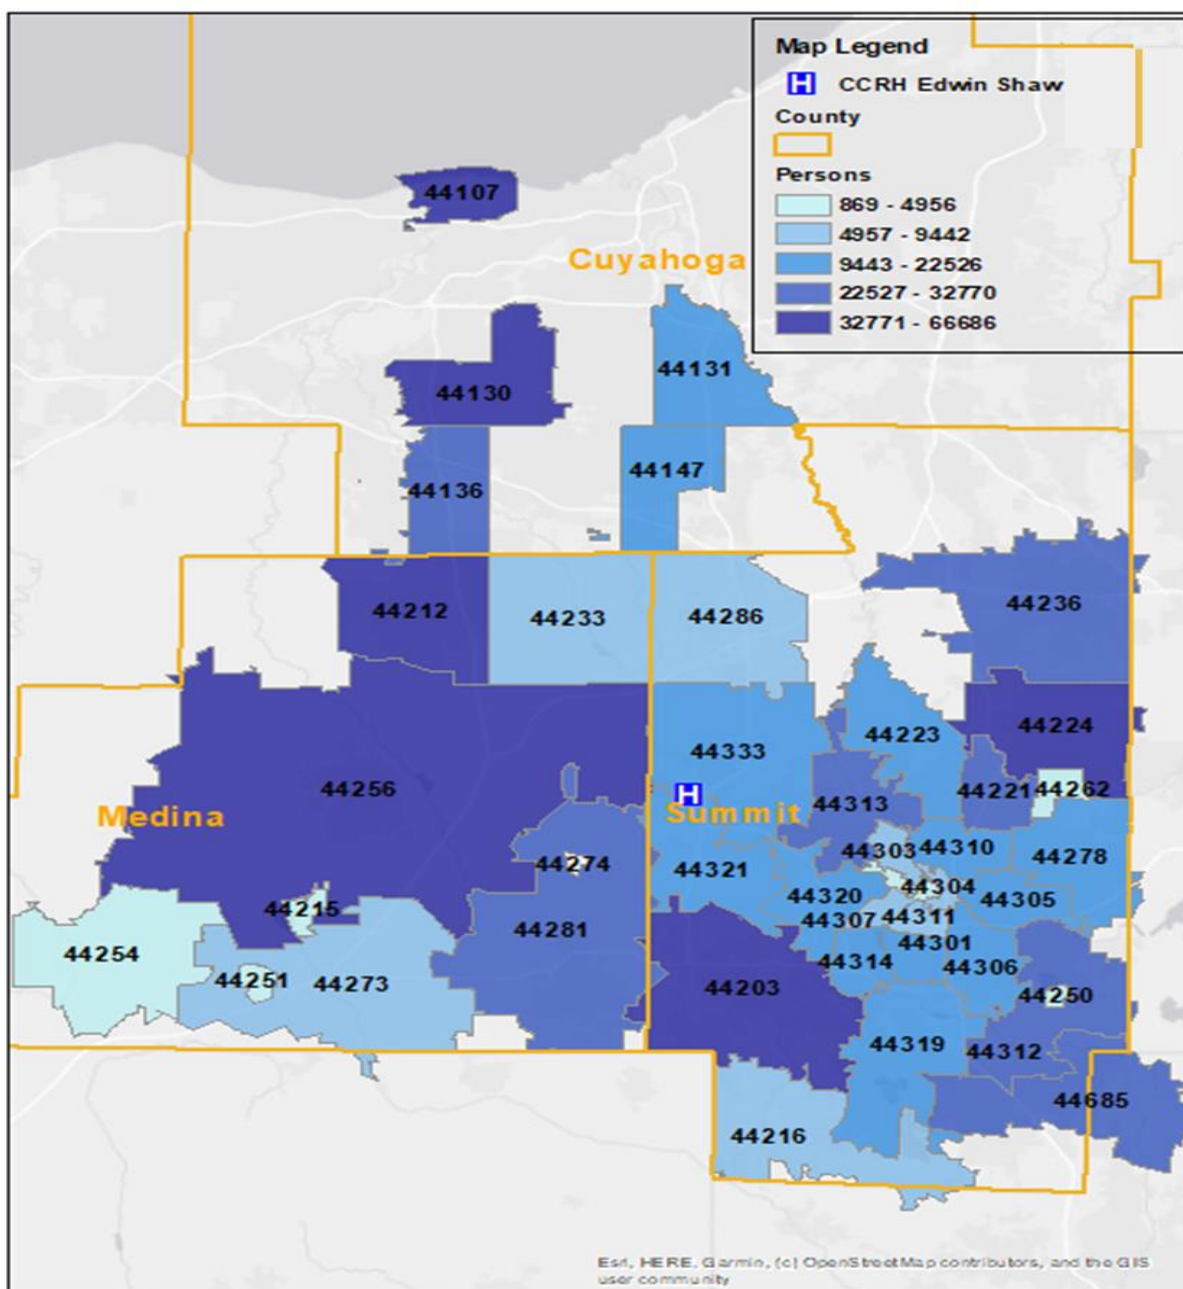 Map Legend
H CCRH Edwin Shaw
County
Persons
869 - 4956
4957 - 9442
9443 - 22526
22527 - 32770
32771 - 66686
44107
Cuyahoga
44131
44130
44147
44136
44236
44212
44233
44286
44224
44223
44333
44256
44221
44262
H
44313
Medina
Summit
44303
44310
44278
44274
44321
44304
44320
44305
44215
44307
44311
44281
44301
44254
44314
44306
44251
44273
44203
44250
44319
44312
44685
44216
Esri, HERE, Garmin, (c) OpenStreetMap contributors, and the GIS
user community